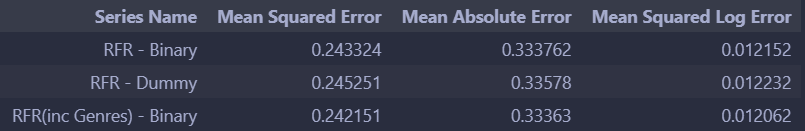 Series Name Mean Squared Error Mean Absolute Error Mean Squared Log Error
RFR - Binary 0.243324 0.333762 0.012152
RFR - Dummy 0.245251 0.33578 0.012232
RFR(inc Genres) - Binary 0.242151 0.33363 0.012062